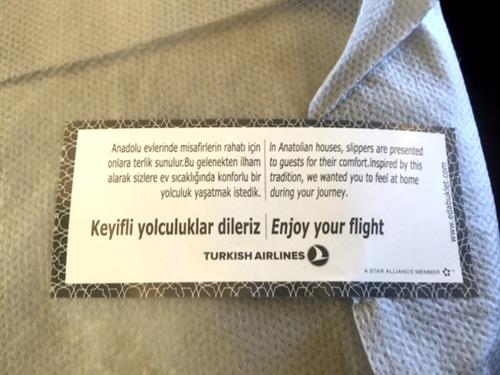 Anadolu evlerinde misafirlerin rahatı için
onlara terlik sunulur.Bu gelenekten ilham
alarak sizlere ev sıcaklığında konforlu bir
yolculuk yaşatmak istedik.
In Anatolian houses, slippers are presented
to guests for their comfort.Inspired by this
tradition, we wanted you to feel at home
during your journey.
Keyifli yolculuklar dileriz
Enjoy your flight
TURKISH AIRLINES
A STAR ALLIANCE MEMBER
www.edabuklet.com